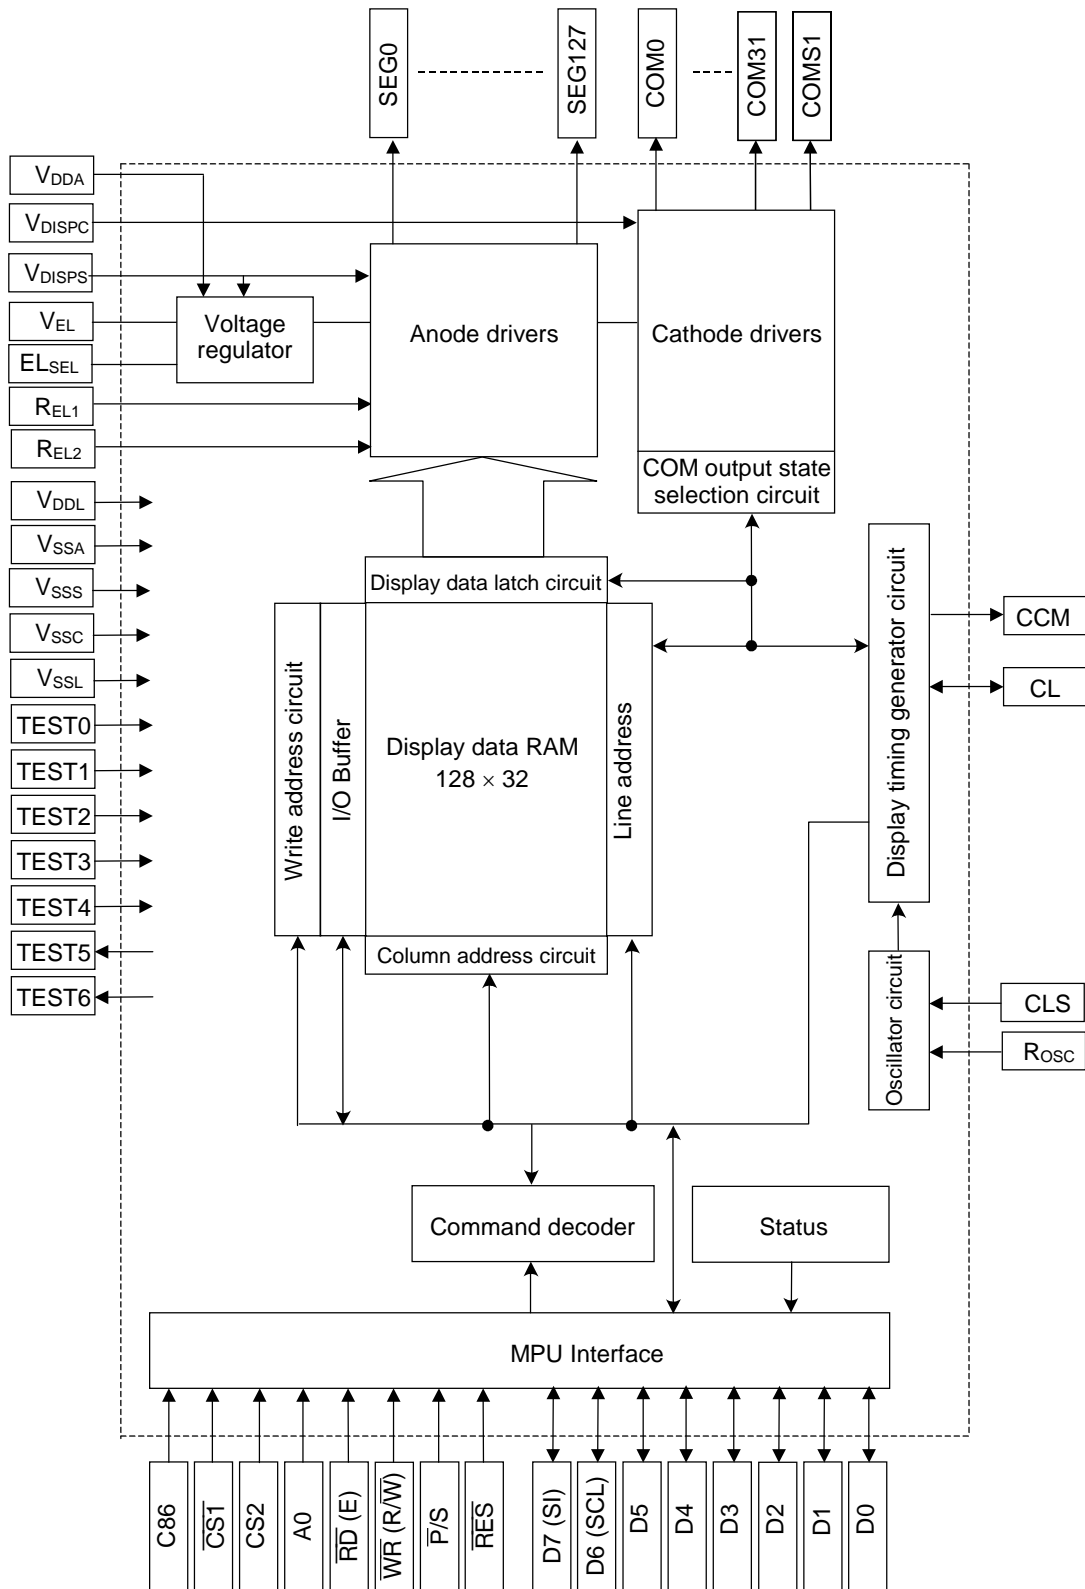 SEG0
SEG127
COM0
COM31
COMS1
VDDA
VDISPC
VDISPS
VEL
ELSEL
REL1
REL2
VDDL
VSSA
VSSS
VSSC
VSSL
TEST0
TEST1
TEST2
TEST3
TEST4
TEST5
TEST6
Voltage
regulator
Anode drivers
Cathode drivers
COM output state
selection circuit
Display data latch circuit
Write address circuit
I/O Buffer
Display data RAM
128 × 32
Line address
Column address circuit
Display timing generator circuit
Oscillator circuit
CCM
CL
CLS
ROSC
Command decoder
Status
MPU Interface
C86
C̅S̅1̅
CS2
A0
R̅D̅ (E)
W̅R̅ (R/W̅)
P̅/S
R̅E̅S̅
D7 (SI)
D6 (SCL)
D5
D4
D3
D2
D1
D0